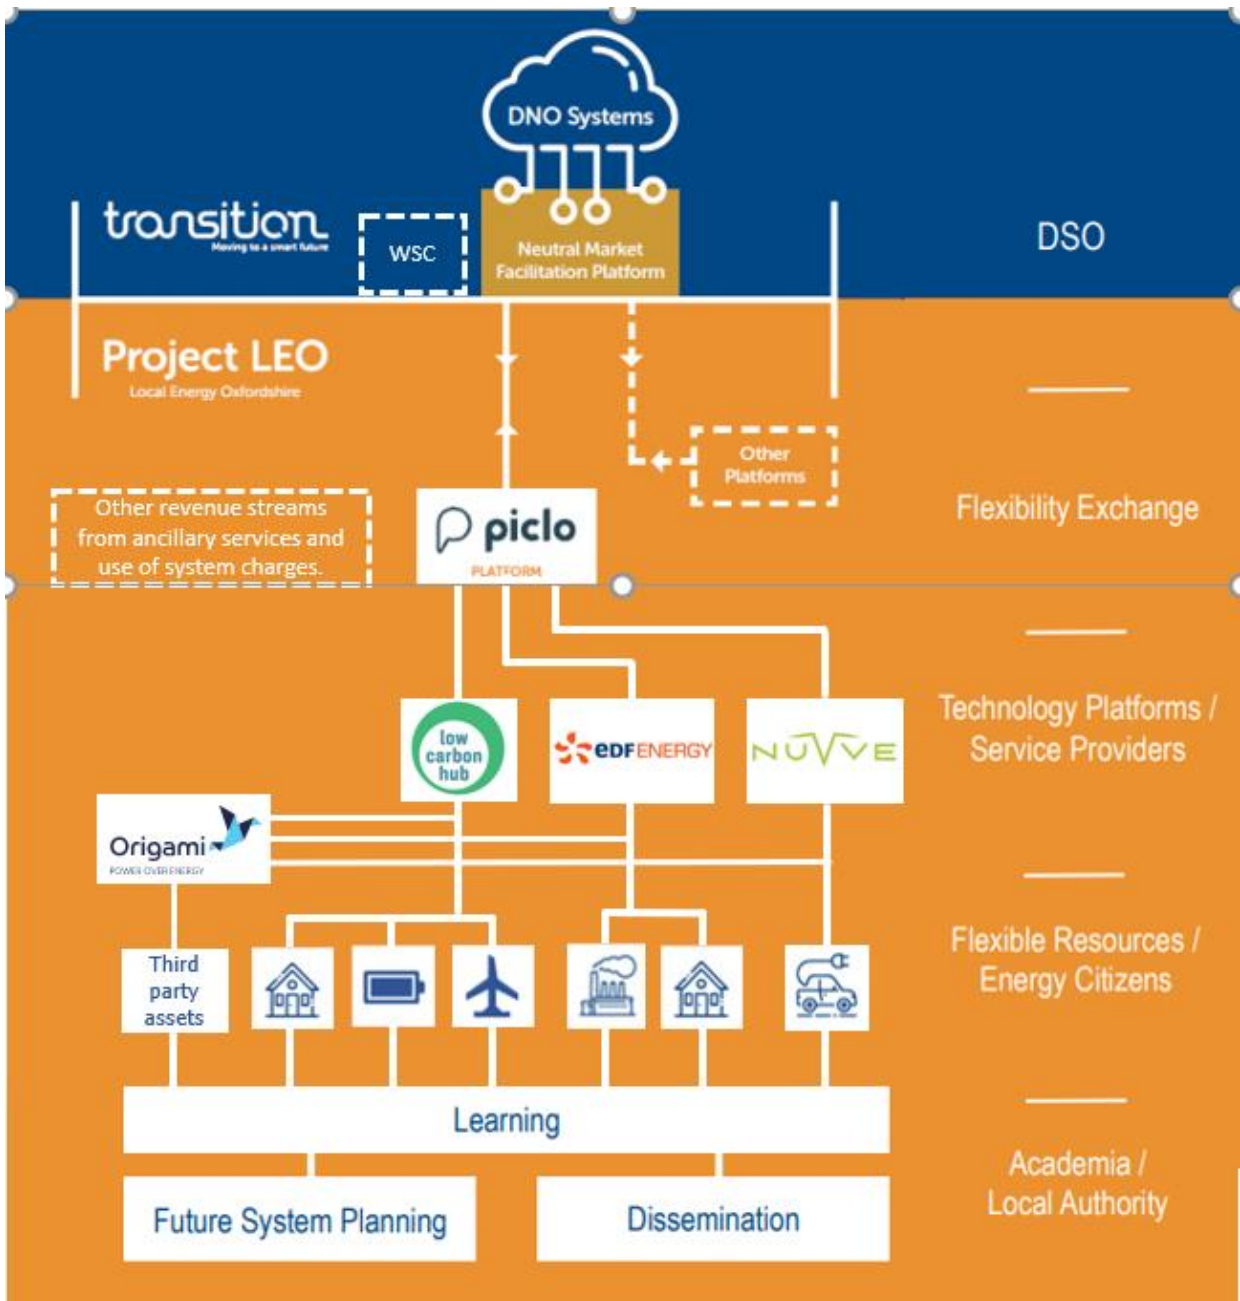 DNO Systems
transition
Moving to a smart future
WSC
Neutral Market
Facilitation Platform
DSO
Project LEO
Local Energy Oxfordshire
Other
Platforms
Other revenue streams
from ancillary services and
use of system charges.
piclo
PLATFORM
Flexibility Exchange
low
carbon
hub
eDF ENERGY
NUVVE
Technology Platforms /
Service Providers
Origami
POWER OVER ENERGY
Third
party
assets
Flexible Resources /
Energy Citizens
Learning
Academia /
Local Authority
Future System Planning
Dissemination